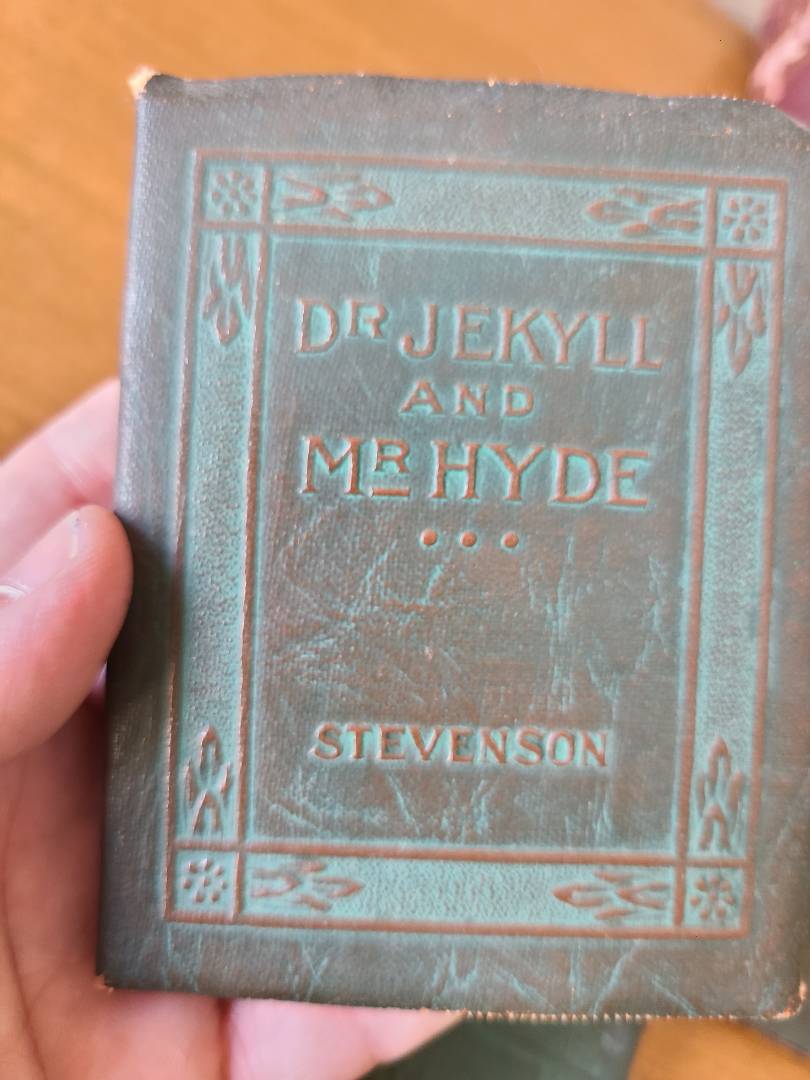 DR JEKYLL
AND
MR HYDE
• • •
STEVENSON